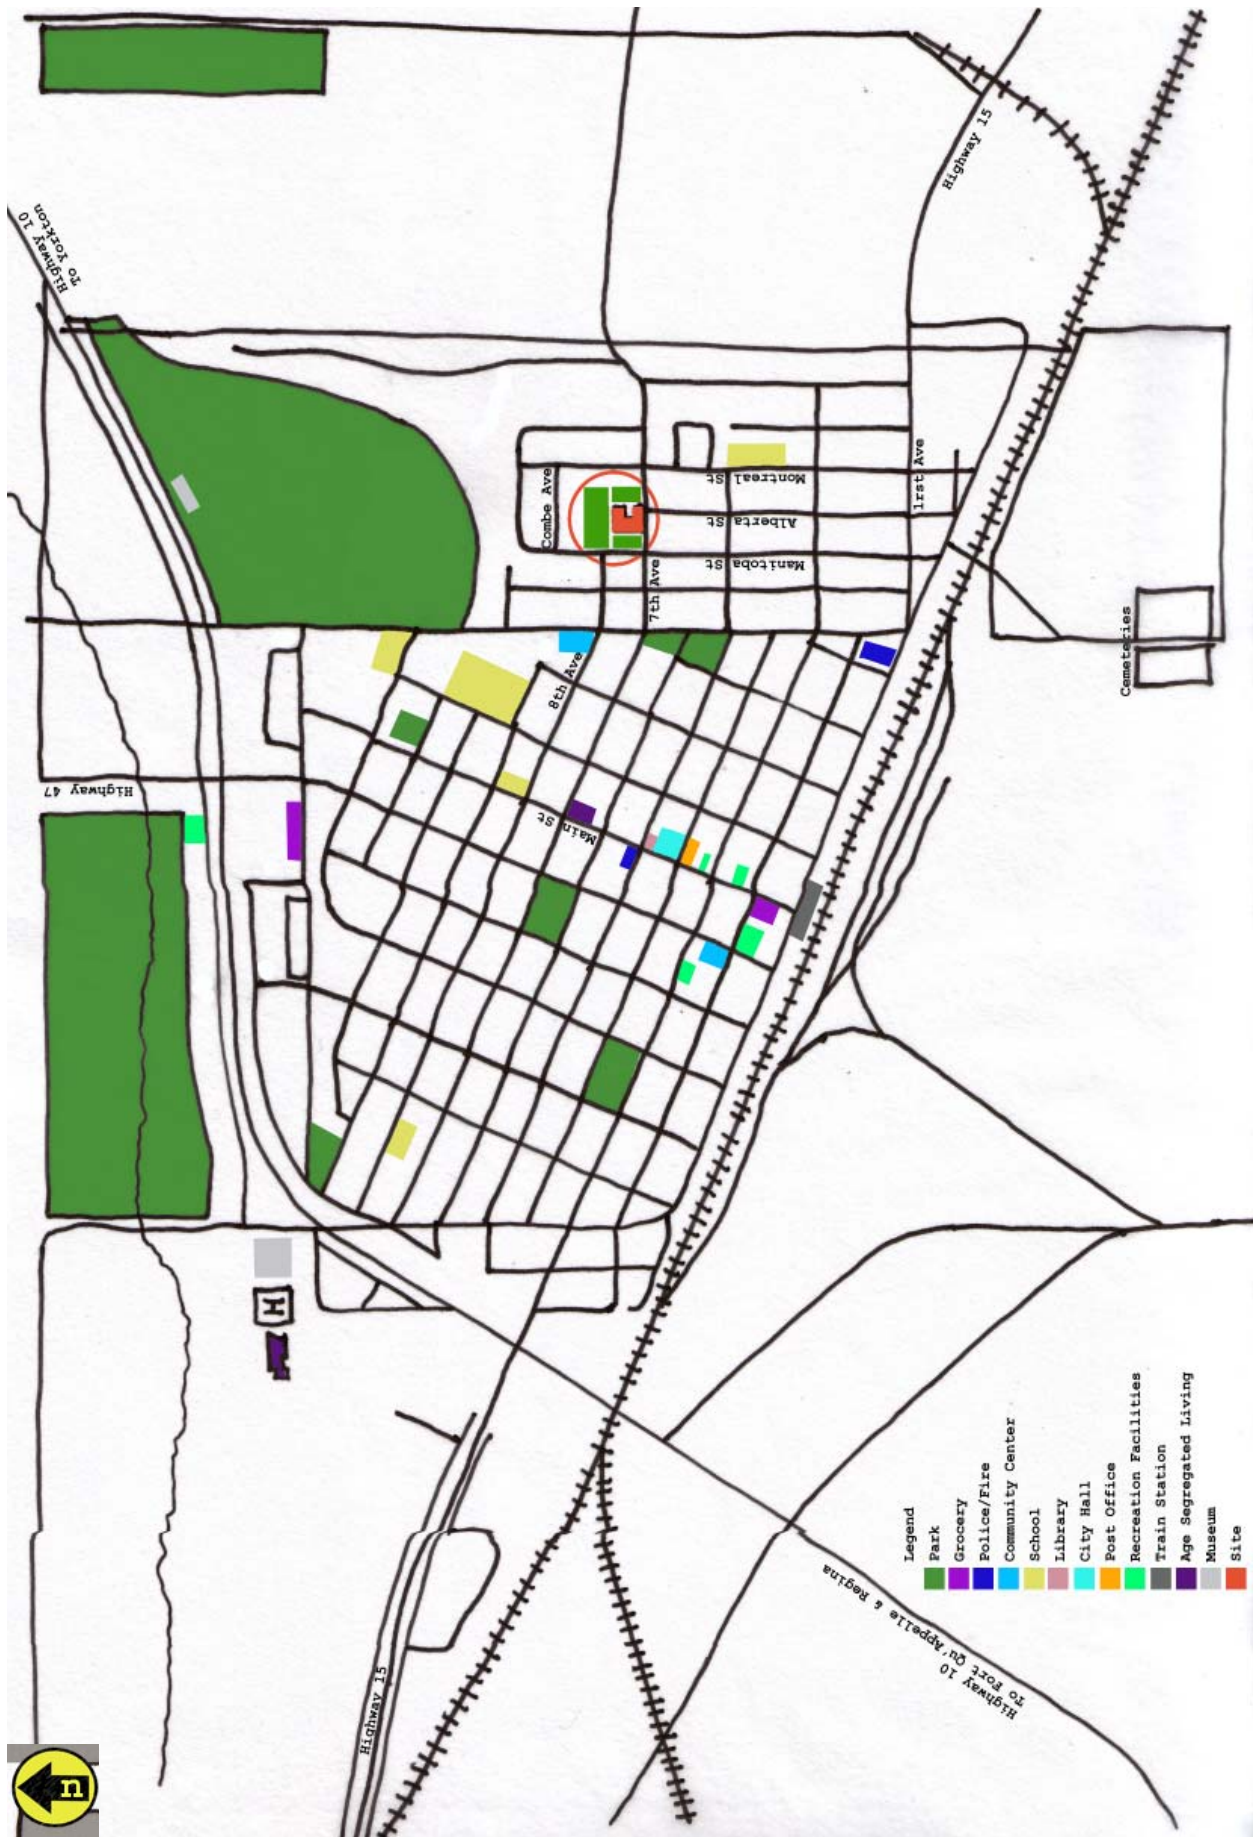 Highway 10
To Yorkton
Highway 15
Combe Ave
Montreal
St
Alberta St
Manitoba
St
1rst Ave
7th Ave
8th Ave
Cemeteries
Highway 47
Main St
H
Highway 15
Highway 10
To Fort Qu'Appelle & Regina
Legend
Park
Grocery
Police/Fire
Community Center
School
Library
City Hall
Post Office
Recreation Facilities
Train Station
Age Segregated Living
Museum
Site
n